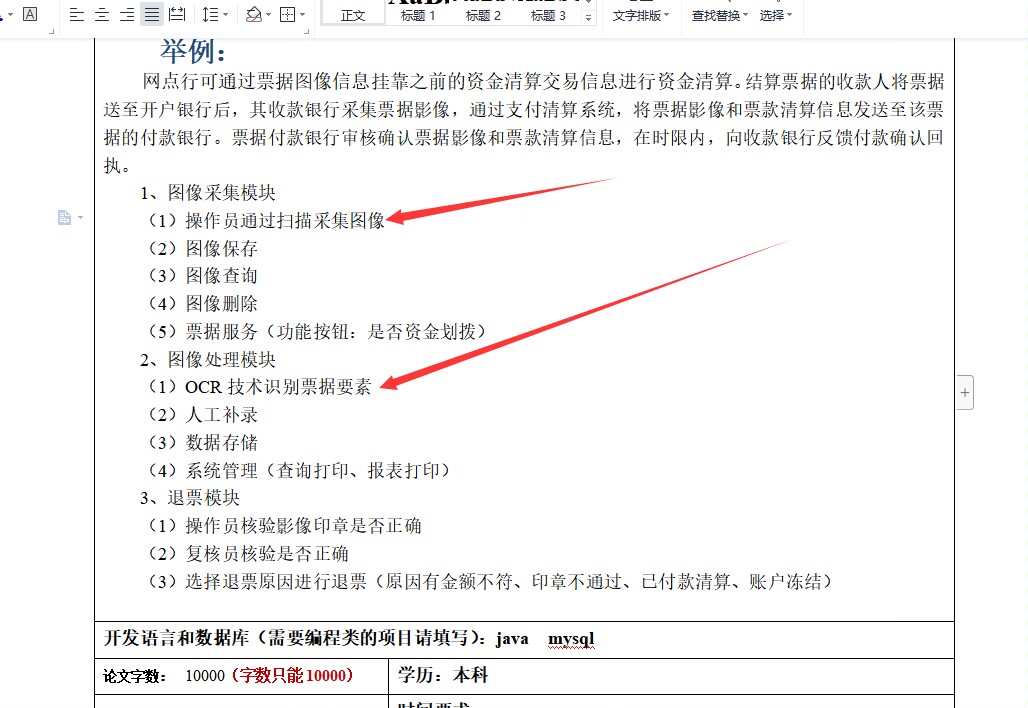 A
正文
标题 1
标题 2
标题 3
文字排版
查找替换
选择
举例：
网点行可通过票据图像信息挂靠之前的资金清算交易信息进行资金清算。结算票据的收款人将票据
送至开户银行后，其收款银行采集票据影像，通过支付清算系统，将票据影像和票款清算信息发送至该票
据的付款银行。票据付款银行审核确认票据影像和票款清算信息，在时限内，向收款银行反馈付款确认回
执。
1、图像采集模块
（1）操作员通过扫描采集图像
（2）图像保存
（3）图像查询
（4）图像删除
（5）票据服务（功能按钮：是否资金划拨）
2、图像处理模块
（1）OCR 技术识别票据要素
（2）人工补录
（3）数据存储
（4）系统管理（查询打印、报表打印）
3、退票模块
（1）操作员核验影像印章是否正确
（2）复核员核验是否正确
（3）选择退票原因进行退票（原因有金额不符、印章不通过、已付款清算、账户冻结）
开发语言和数据库（需要编程类的项目请填写）：java mysql
论文字数： 10000（字数只能 10000）
学历：本科